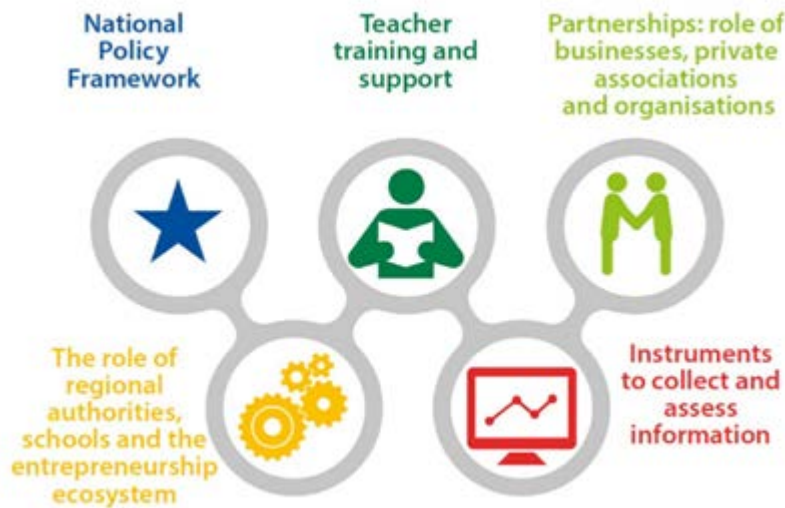 National
Policy
Framework
Teacher
training and
support
Partnerships: role of
businesses, private
associations
and organisations
The role of
regional
authorities,
schools and the
entrepreneurship
ecosystem
Instruments
to collect and
assess
information